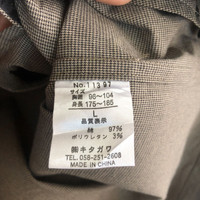 No.11391
サイズ
胸囲 96〜104
身長 175〜185
L
品質表示
綿 97%
ポリウレタン 3%
㈱キタガワ
TEL.058-251-2608
MADE IN CHINA